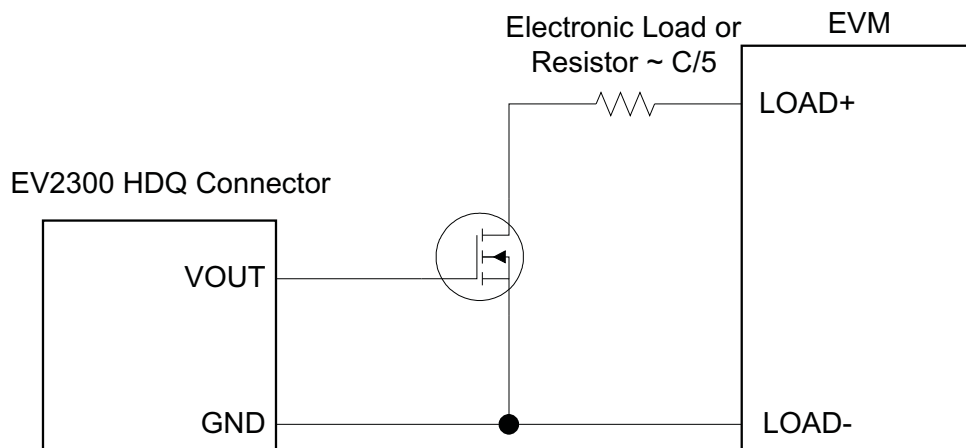 Electronic Load or
Resistor ~ C/5
EVM
LOAD+
EV2300 HDQ Connector
VOUT
GND
LOAD-